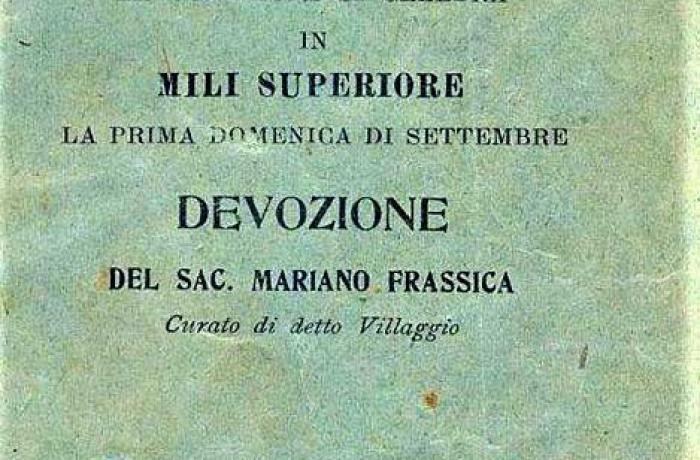 IN
MILI SUPERIORE
LA PRIMA DOMENICA DI SETTEMBRE
DEVOZIONE
DEL SAC. MARIANO FRASSICA
Curato di detto Villaggio